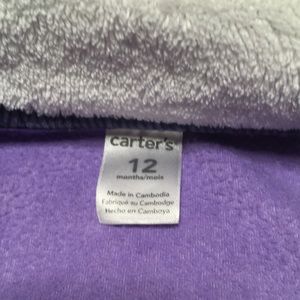 carter's
12
months/mois
Made in Cambodia
Fabriqué au Cambodge
Hecho en Camboya